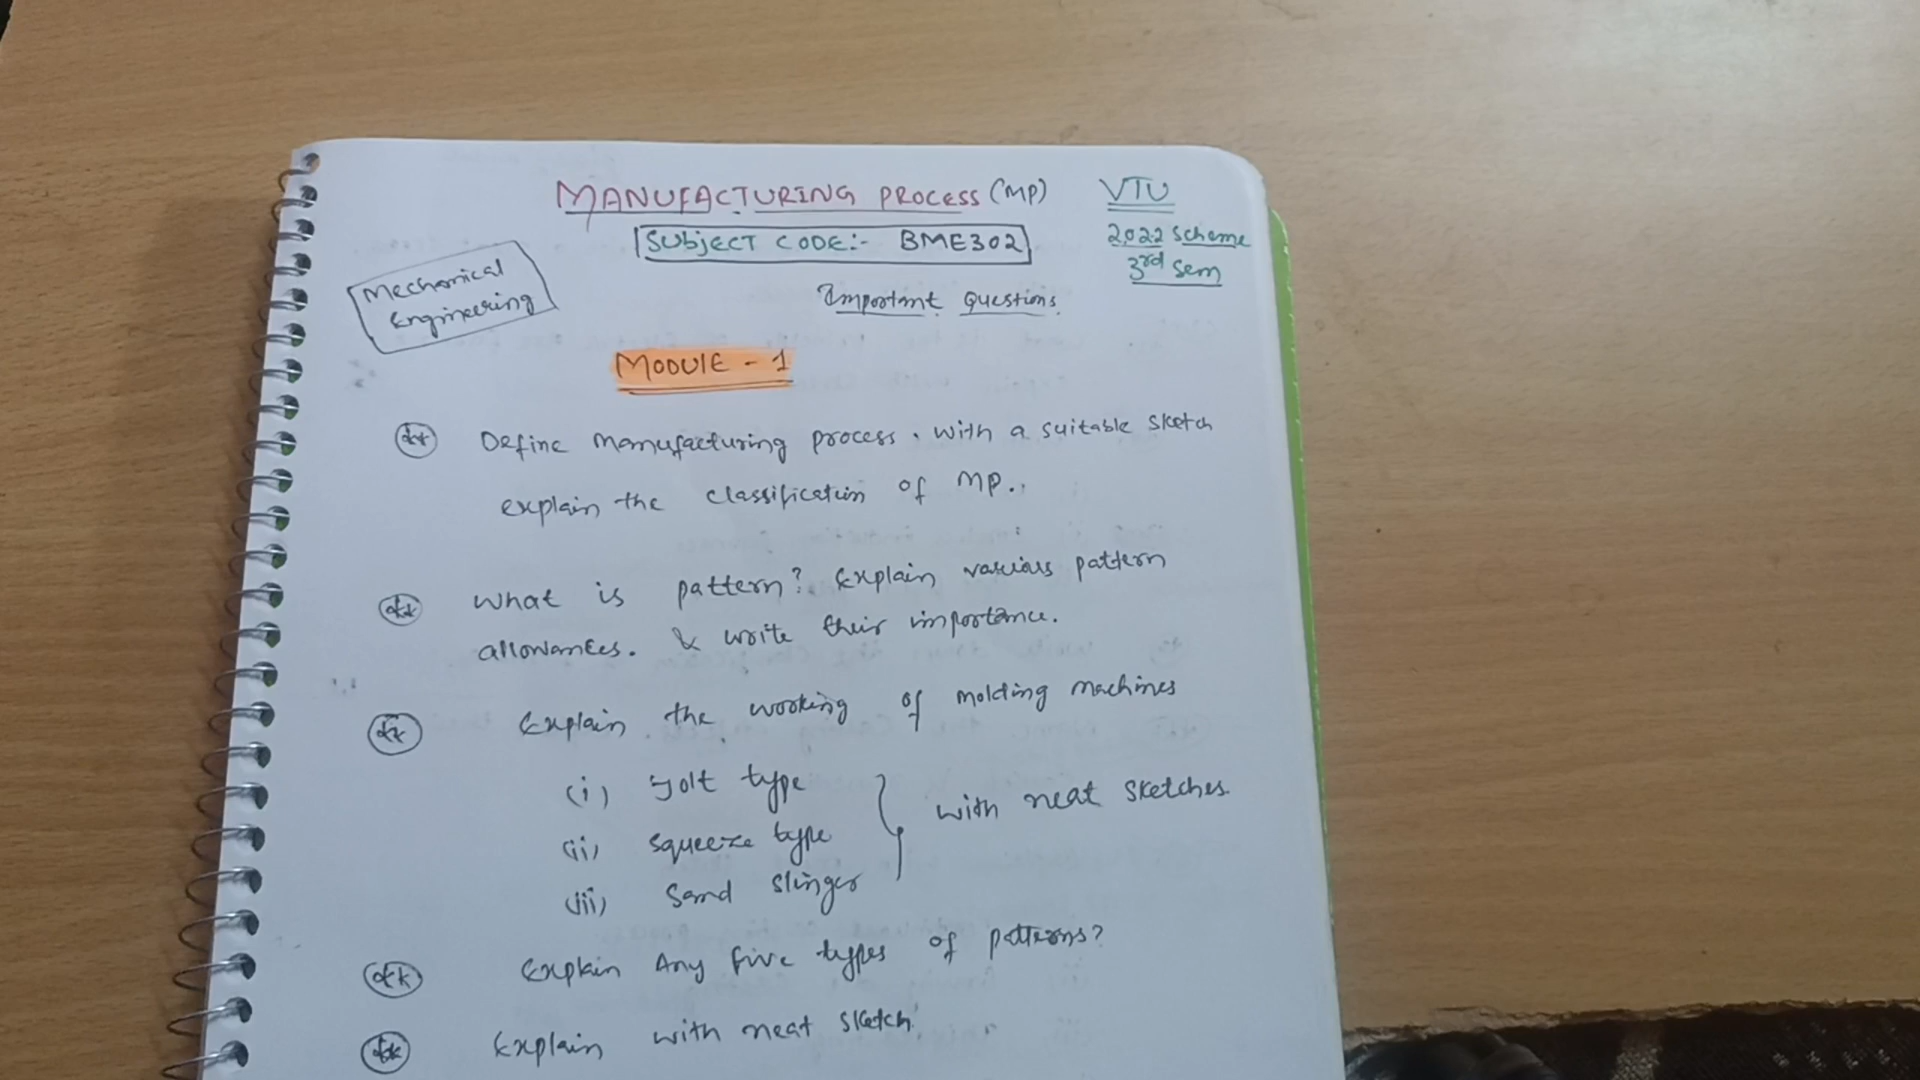 MANUFACTURING PROCESS (MP)
VTU
SUBJECT CODE:- BME302
2022 Scheme
3rd Sem
Mechanical
Engineering
Important Questions
MODULE - 1
** Define Manufacturing process. With a suitable sketch
explain the classification of MP.
** What is pattern? Explain various pattern
allowances. & write their importance.
** Explain the working of molding machines
(i) Jolt type
(ii) squeeze type
(iii) Sand slinger
with neat sketches.
** Explain Any five types of patterns?
** Explain with neat sketch